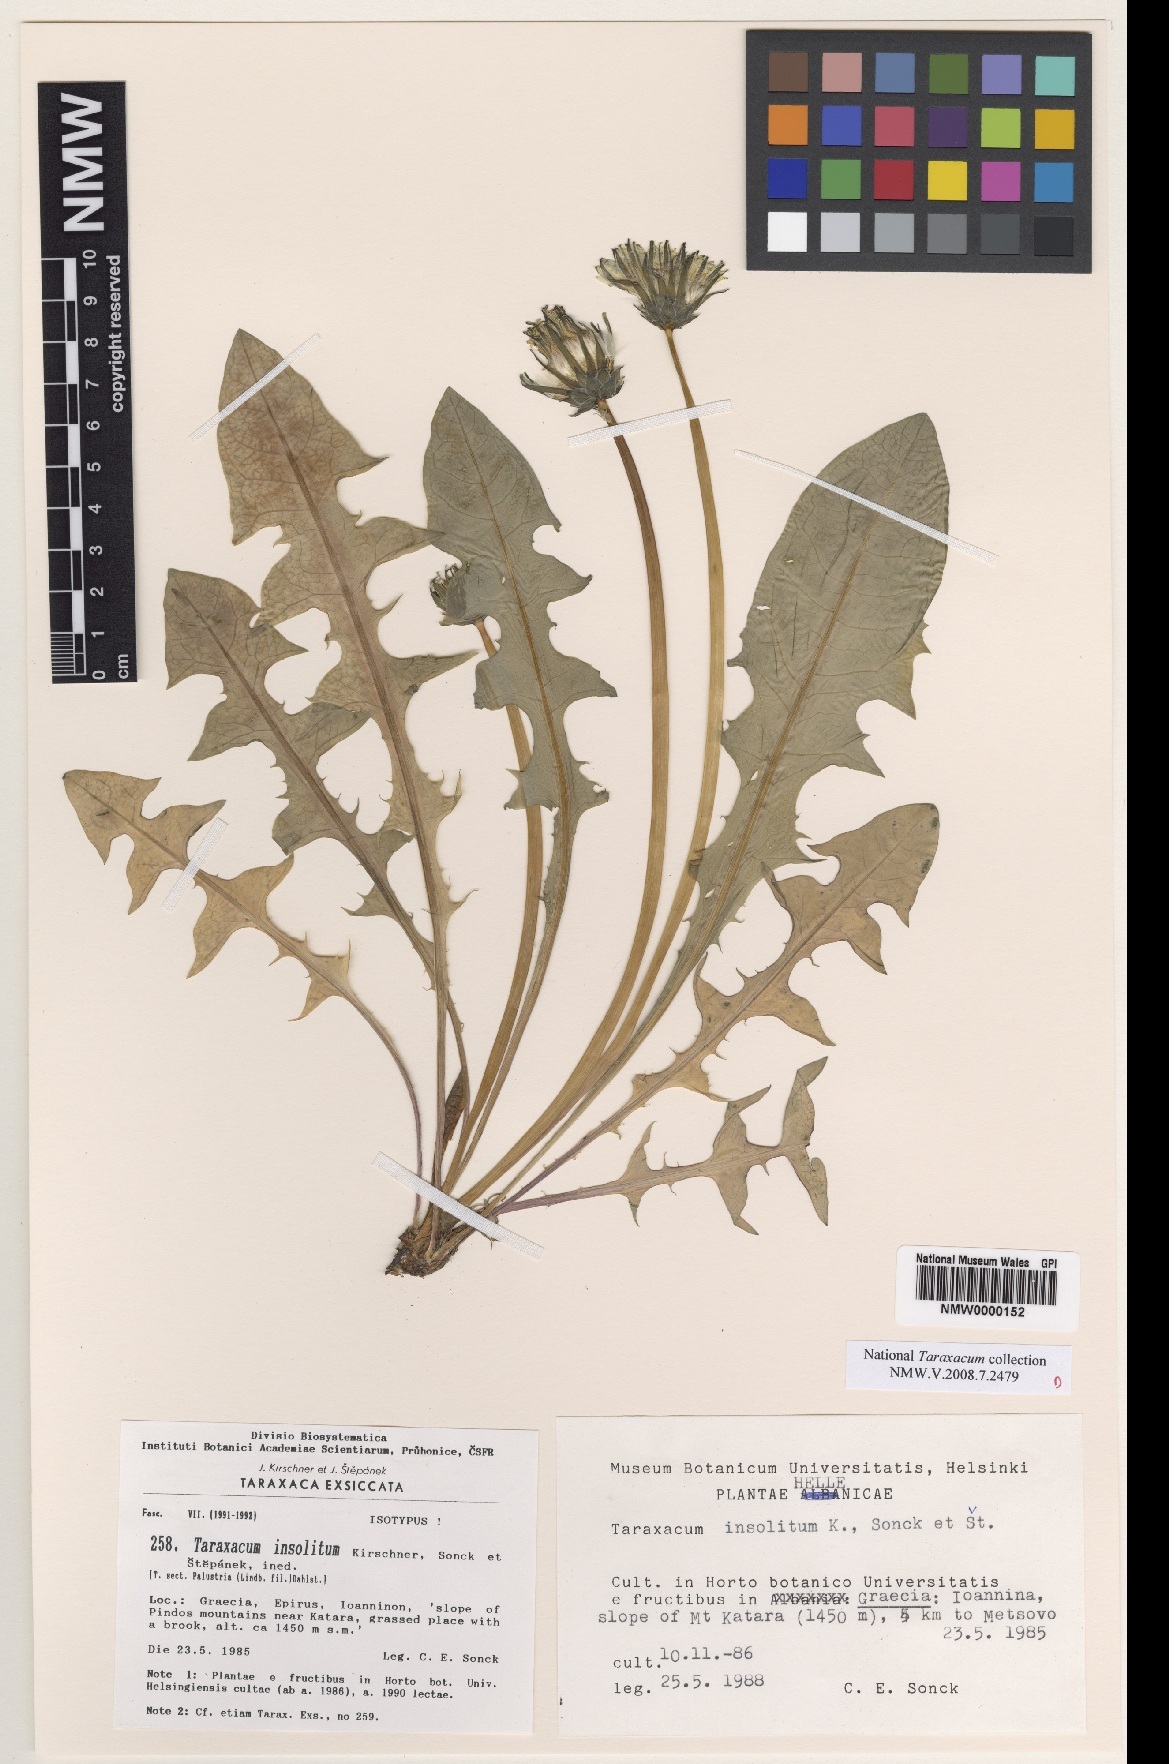 NMW
copyright reserved
10
9
8
7
6
5
4
3
2
1
0
cm
National Museum Wales GPI
NMW0000152
National Taraxacum collection
NMW.V.2008.7.2479
Divisio Biosystematica
Instituti Botanici Academiae Scientiarum, Průhonice, ČSFR
J. Kirschner et J. Štěpánek
TARAXACA EXSICCATA
Fasc. VII. (1991-1992)
ISOTYPUS !
258. Taraxacum insolitum Kirschner, Sonck et
Štěpánek, ined.
[T. sect. Palustria (Lindb. fil.)Dahlst.]
Loc.: Graecia, Epirus, Ioanninon, 'slope of
Pindos mountains near Katara, grassed place with
a brook, alt. ca 1450 m s.m.'
Die 23.5. 1985 Leg. C. E. Sonck
Note 1: Plantae e fructibus in Horto bot. Univ.
Helsingiensis cultae (ab a. 1986), a. 1990 lectae.
Note 2: Cf. etiam Tarax. Exs., no 259.
Museum Botanicum Universitatis, Helsinki
HELLE
PLANTAE ALBANICAE
Taraxacum insolitum K., Sonck et Št.
Cult. in Horto botanico Universitatis
e fructibus in Albania: Graecia: Ioannina,
slope of Mt Katara (1450 m), km to Metsovo
23.5. 1985
cult. 10.11.-86
leg. 25.5. 1988 C. E. Sonck